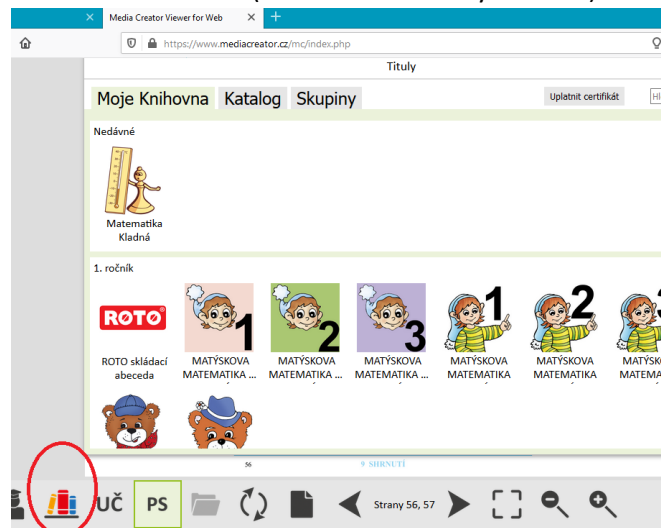 Media Creator Viewer for Web
https://www.mediacreator.cz/mc/index.php
Tituly
Moje Knihovna Katalog Skupiny Uplatnit certifikát
Nedávné
Matematika
Kladná
1. ročník
ROTO 1 2 3 1 2
ROTO skládací MATÝSKOVA MATÝSKOVA MATÝSKOVA MATÝSKOVA MATÝSKOVA
abeceda MATEMATIKA ... MATEMATIKA ... MATEMATIKA ... MATEMATIKA MATEMATIKA
56 9 SHRNUTÍ
UČ PS Strany 56, 57